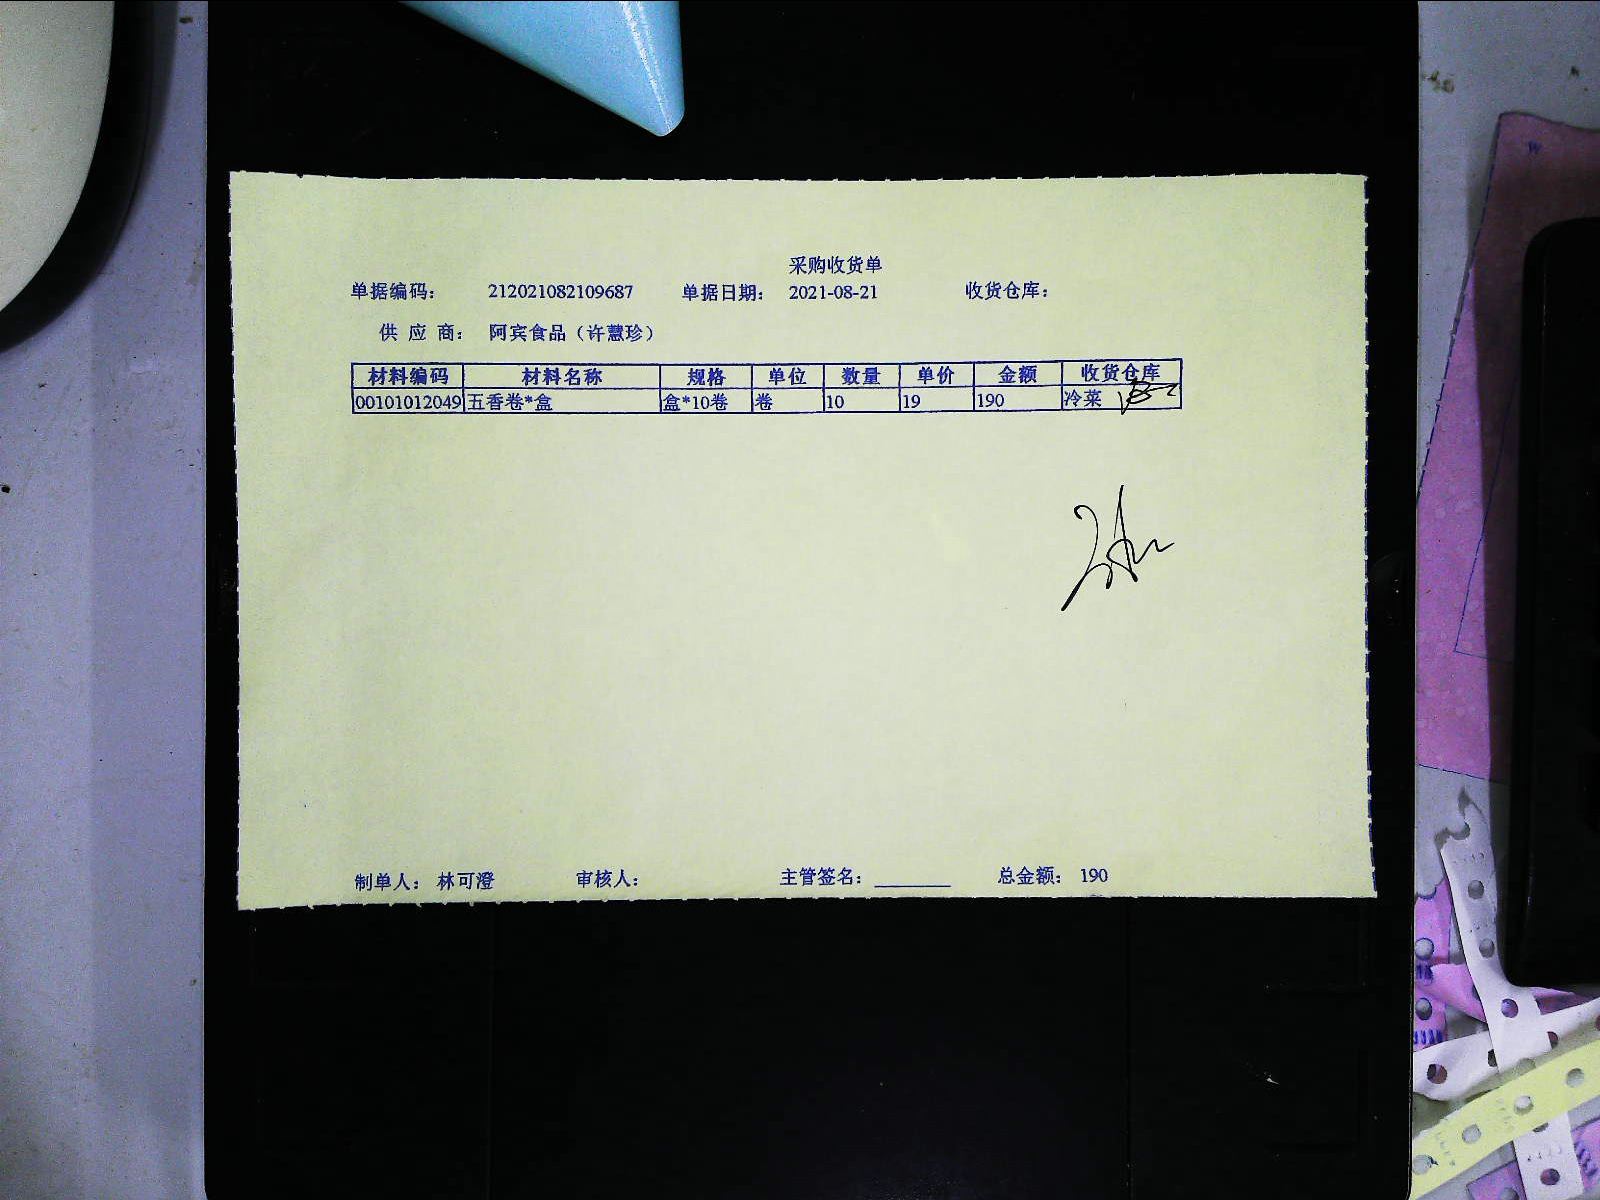 采购收货单
单据编码： 212021082109687 单据日期： 2021-08-21 收货仓库：
供 应 商： 阿宾食品（许慧珍）
材料编码 材料名称 规格 单位 数量 单价 金额 收货仓库
00101012049 五香卷*盒 盒*10卷 卷 10 19 190 冷菜
制单人： 林可澄 审核人： 主管签名：________ 总金额： 190